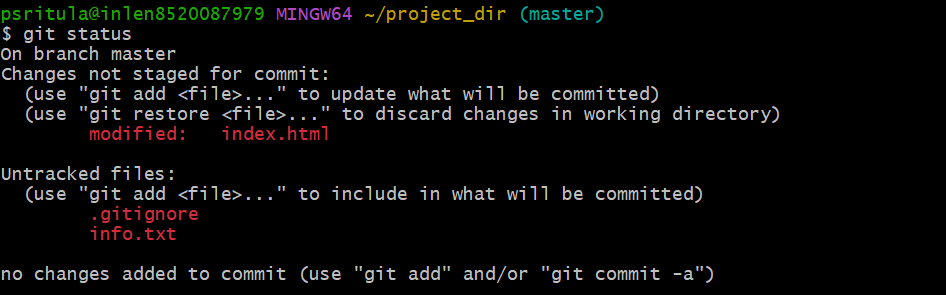 psritula@inlen8520087979 MINGW64 ~/project_dir (master)
$ git status
On branch master
Changes not staged for commit:
  (use "git add <file>..." to update what will be committed)
  (use "git restore <file>..." to discard changes in working directory)
        modified:   index.html

Untracked files:
  (use "git add <file>..." to include in what will be committed)
        .gitignore
        info.txt

no changes added to commit (use "git add" and/or "git commit -a")